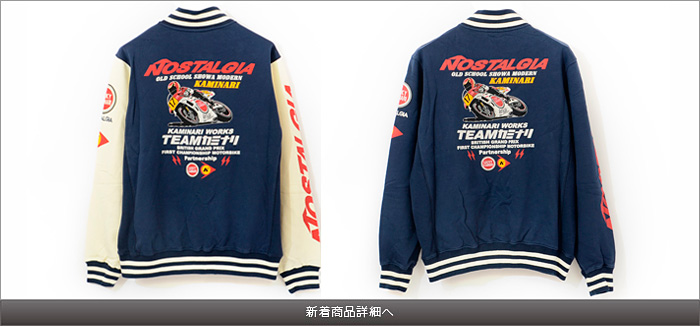 NOSTALGIA
OLD SCHOOL SHOWA MODERN
KAMINARI
KAMINARI WORKS
TEAMカミナリ
BRITISH GRAND PRIX
FIRST CHAMPIONSHIP MOTORBIKE
Partnership
NOSTALGIA
NOSTALGIA
OLD SCHOOL SHOWA MODERN
KAMINARI
KAMINARI WORKS
TEAMカミナリ
BRITISH GRAND PRIX
FIRST CHAMPIONSHIP MOTORBIKE
Partnership
新着商品詳細へ